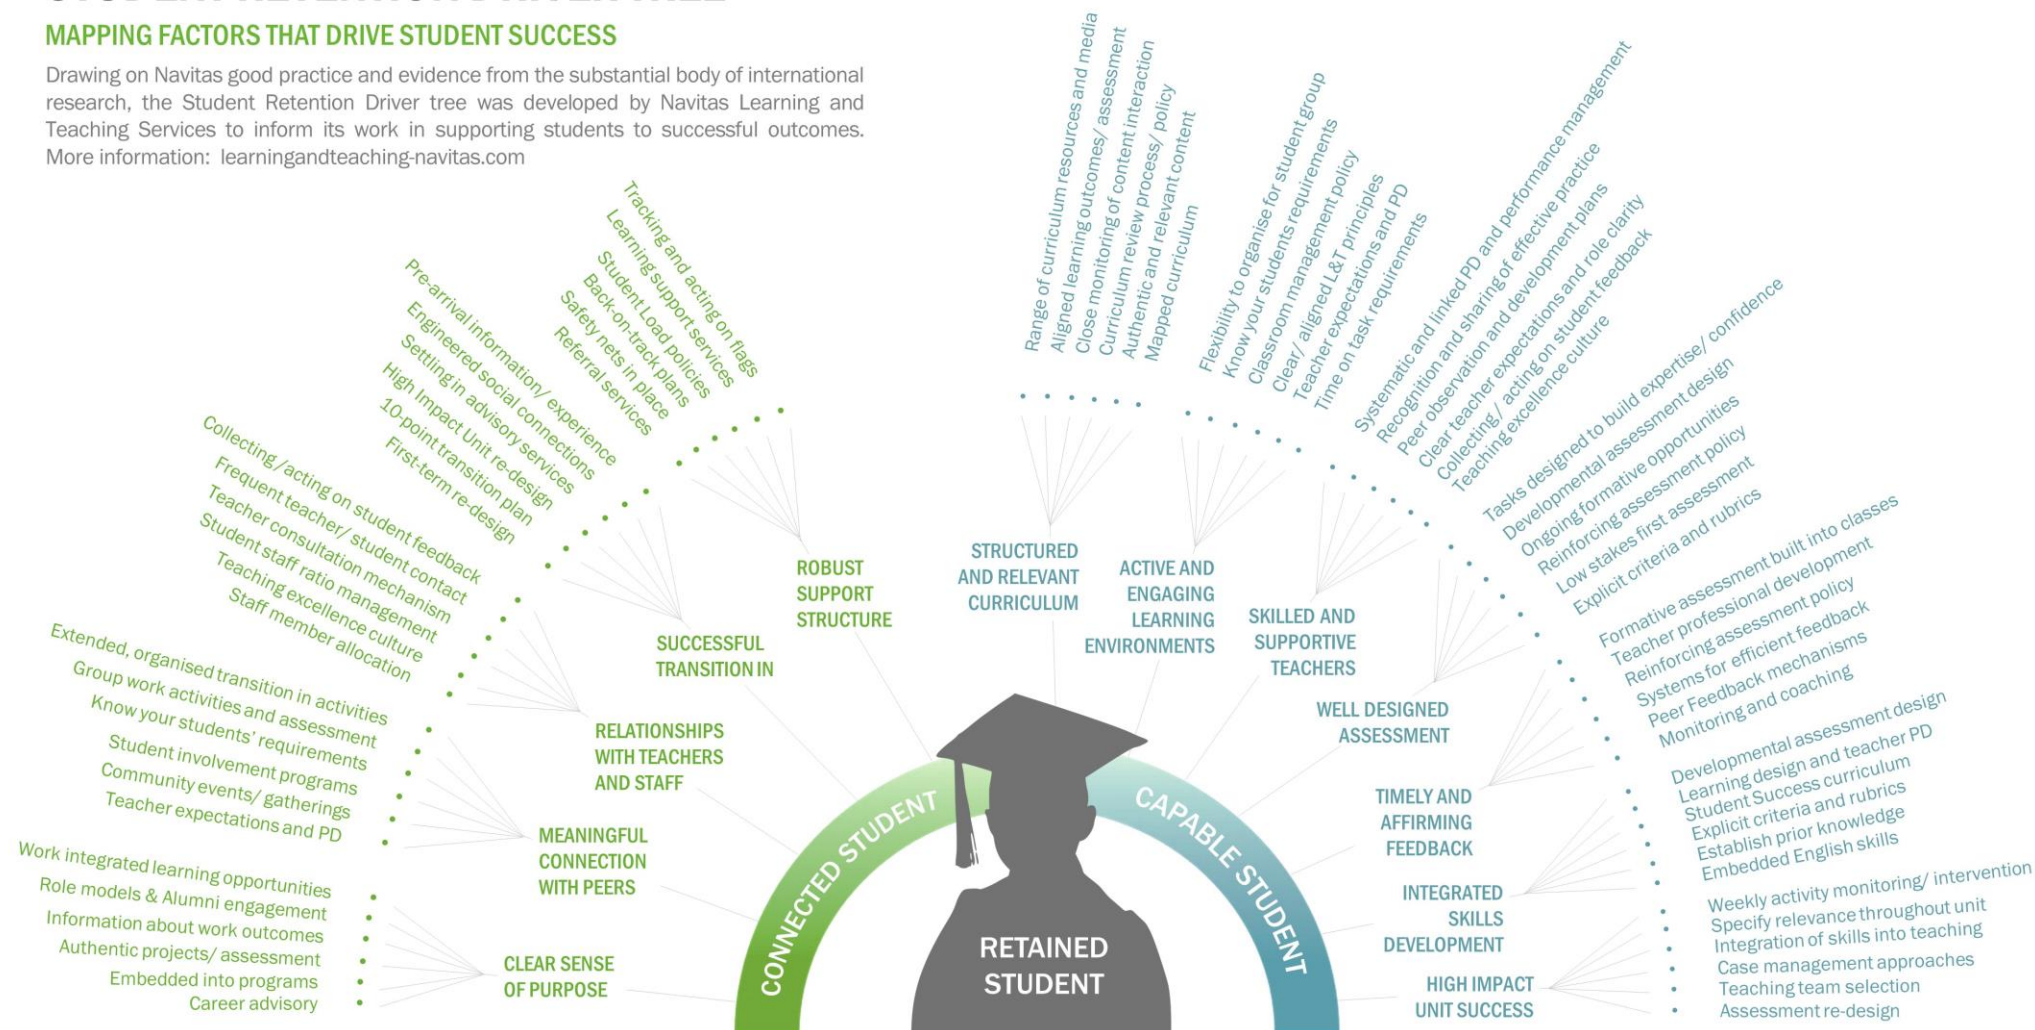 MAPPING FACTORS THAT DRIVE STUDENT SUCCESS
Drawing on Navitas good practice and evidence from the substantial body of international
research, the Student Retention Driver tree was developed by Navitas Learning and
Teaching Services to inform its work in supporting students to successful outcomes.
More information: learningandteaching-navitas.com
Tracking and acting on flags
Learning support services
Student Load policies
Back-on-track plans
Safety nets in place
Referral services
ROBUST
SUPPORT
STRUCTURE
Pre-arrival information/ experience
Engineered social connections
Settling in advisory services
High Impact Unit re-design
10-point transition plan
First-term re-design
SUCCESSFUL
TRANSITION IN
Collecting/acting on student feedback
Frequent teacher/ student contact
Teacher consultation mechanism
Student staff ratio management
Teaching excellence culture
Staff member allocation
RELATIONSHIPS
WITH TEACHERS
AND STAFF
Extended, organised transition in activities
Group work activities and assessment
Know your students' requirements
Student involvement programs
Community events/ gatherings
Teacher expectations and PD
MEANINGFUL
CONNECTION
WITH PEERS
Work integrated learning opportunities
Role models & Alumni engagement
Information about work outcomes
Authentic projects/ assessment
Embedded into programs
Career advisory
CLEAR SENSE
OF PURPOSE
CONNECTED STUDENT
RETAINED
STUDENT
CAPABLE STUDENT
Range of curriculum resources and media
Aligned learning outcomes/ assessment
Close monitoring of content interaction
Curriculum review process/ policy
Authentic and relevant content
Mapped curriculum
STRUCTURED
AND RELEVANT
CURRICULUM
Flexibility to organise for student group
Know your students requirements
Classroom management policy
Clear/ aligned L&T principles
Teacher expectations and PD
Time on task requirements
ACTIVE AND
ENGAGING
LEARNING
ENVIRONMENTS
Systematic and linked PD and performance management
Recognition and sharing of effective practice
Peer observation and development plans
Clear teacher expectations and role clarity
Collecting/ acting on student feedback
Teaching excellence culture
SKILLED AND
SUPPORTIVE
TEACHERS
Tasks designed to build expertise/ confidence
Developmental assessment design
Ongoing formative opportunities
Reinforcing assessment policy
Low stakes first assessment
Explicit criteria and rubrics
WELL DESIGNED
ASSESSMENT
Formative assessment built into classes
Teacher professional development
Reinforcing assessment policy
Systems for efficient feedback
Peer Feedback mechanisms
Monitoring and coaching
TIMELY AND
AFFIRMING
FEEDBACK
Developmental assessment design
Learning design and teacher PD
Student Success curriculum
Explicit criteria and rubrics
Establish prior knowledge
Embedded English skills
INTEGRATED
SKILLS
DEVELOPMENT
Weekly activity monitoring/ intervention
Specify relevance throughout unit
Integration of skills into teaching
Case management approaches
Teaching team selection
Assessment re-design
HIGH IMPACT
UNIT SUCCESS